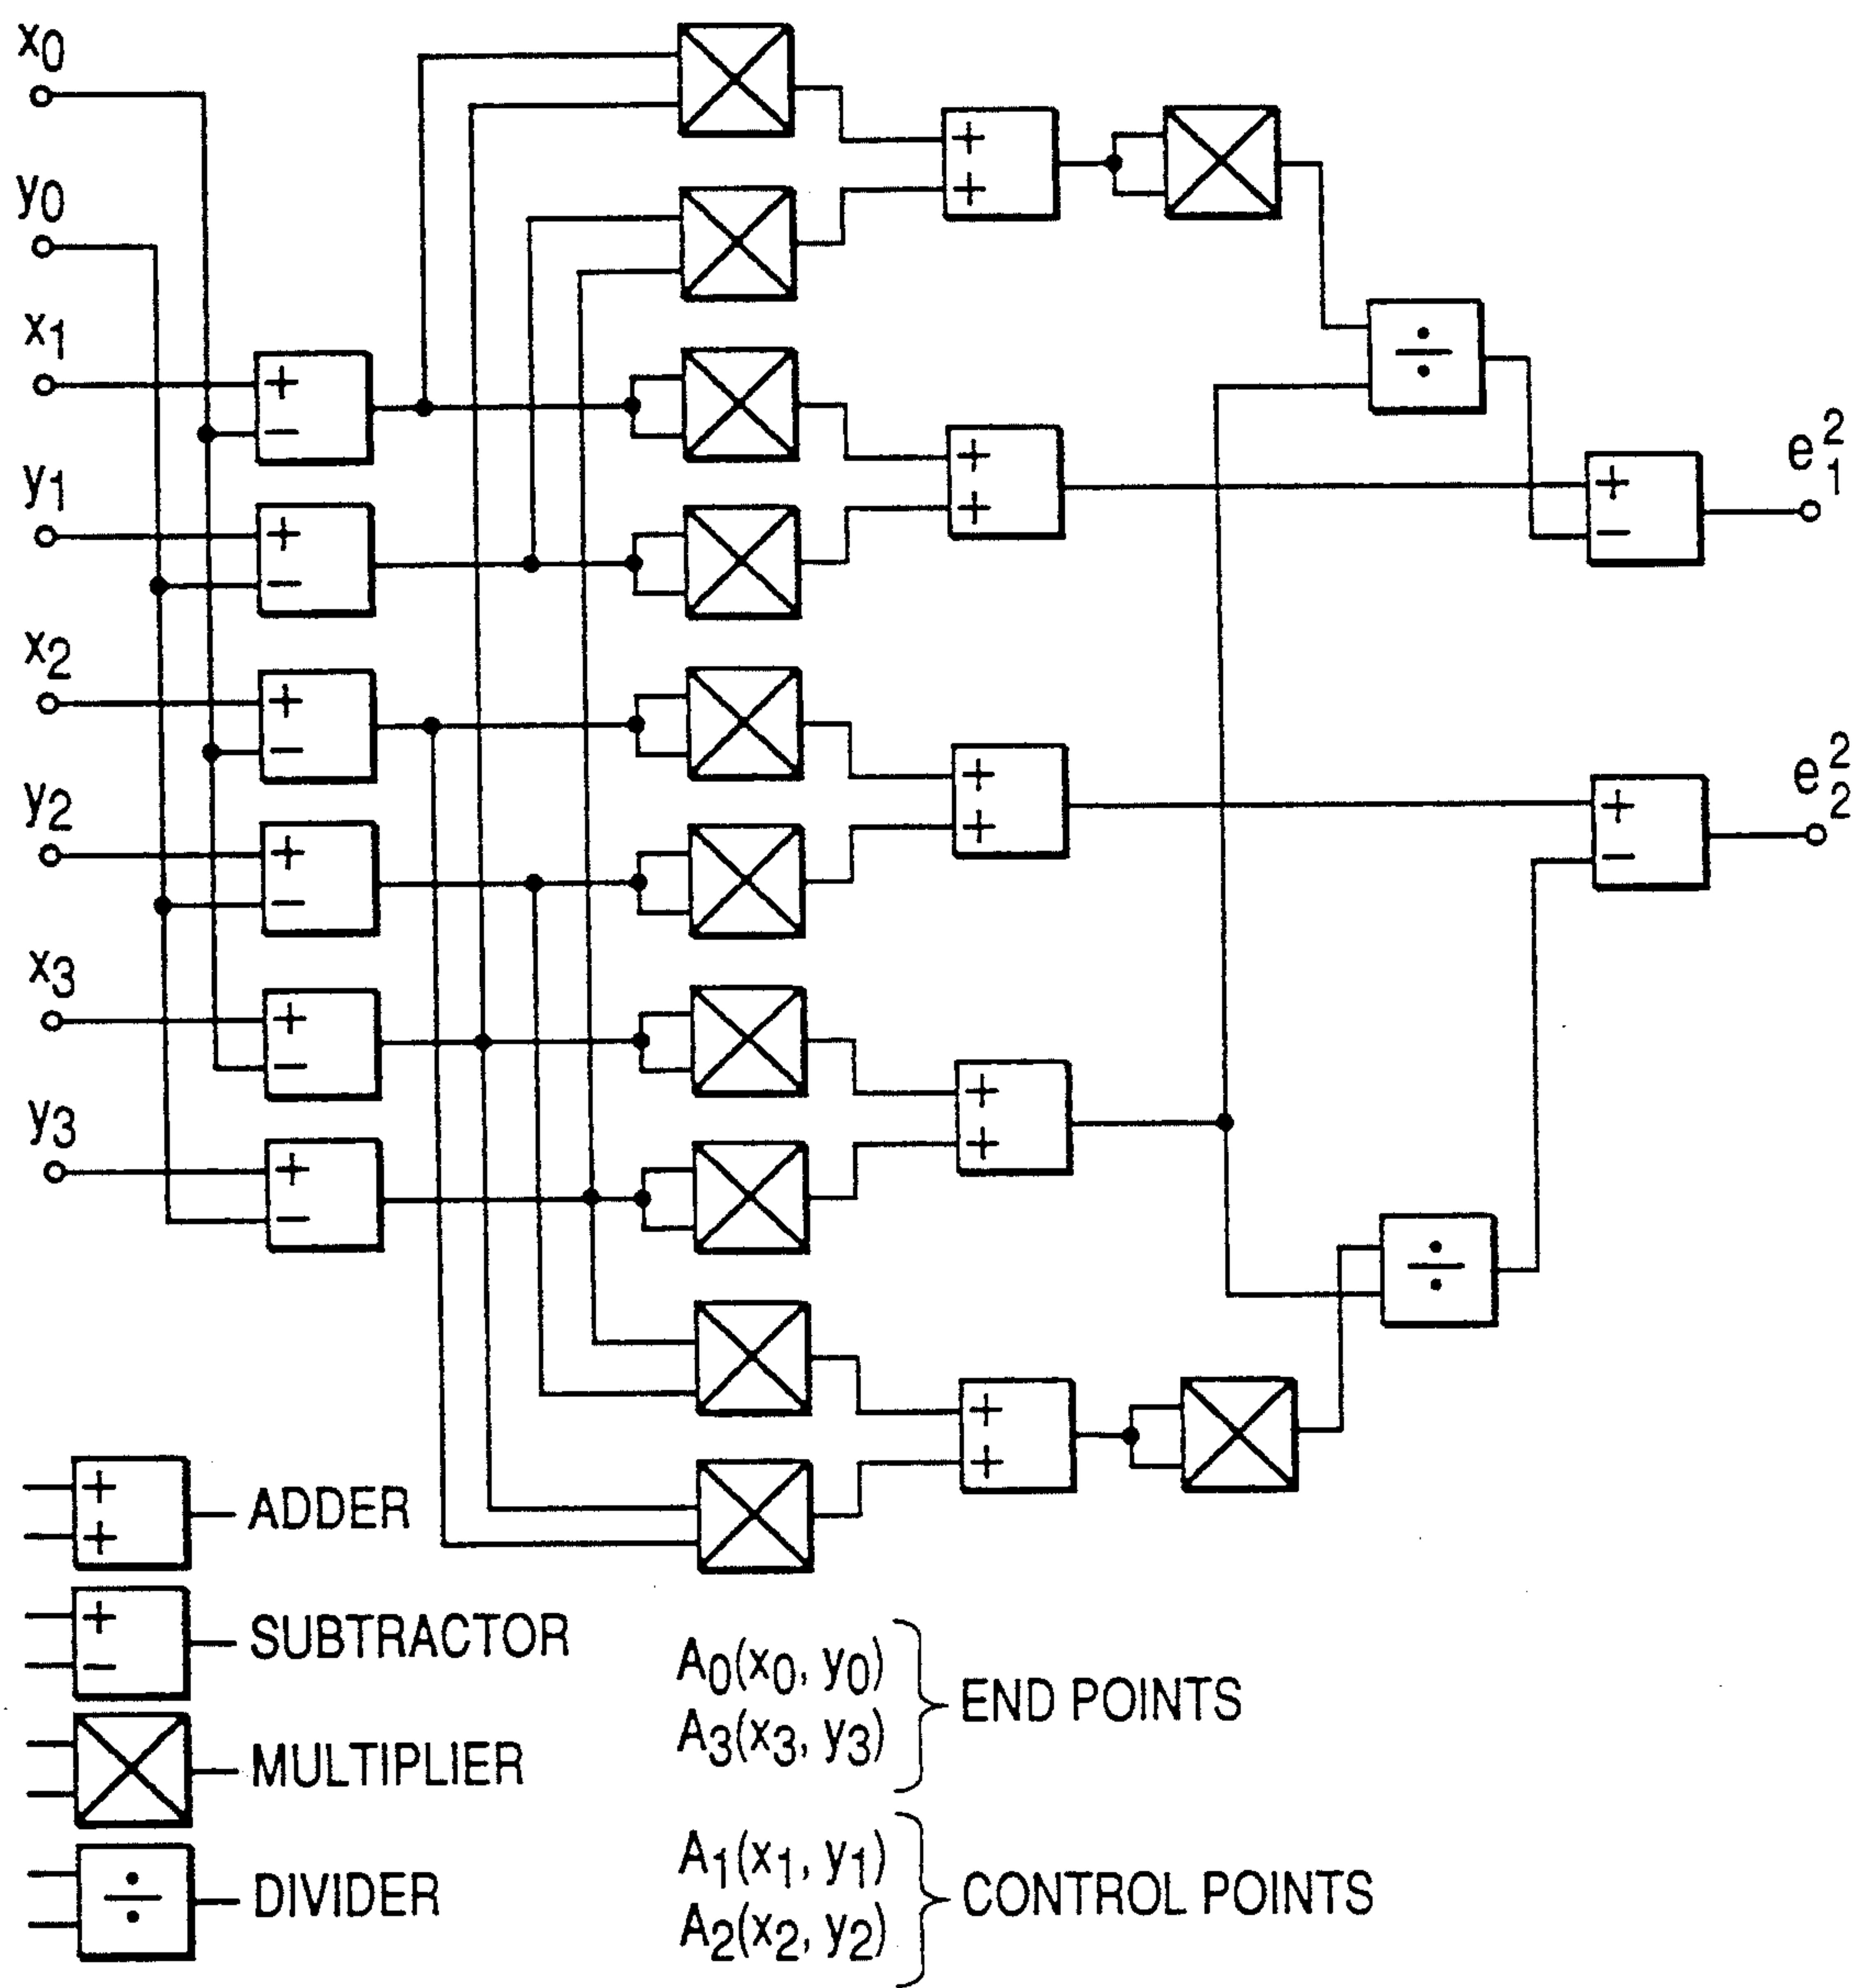 x0
y0
x1
y1
x2
y2
x3
y3
+
−
+
−
+
−
+
−
+
−
+
−
+
+
+
+
+
+
+
+
+
+
÷
÷
+
−
+
−
e₁²
e₂²
+
+
ADDER
+
−
SUBTRACTOR
MULTIPLIER
÷
DIVIDER
A0(x0, y0)
A3(x3, y3)
END POINTS
A1(x1, y1)
A2(x2, y2)
CONTROL POINTS